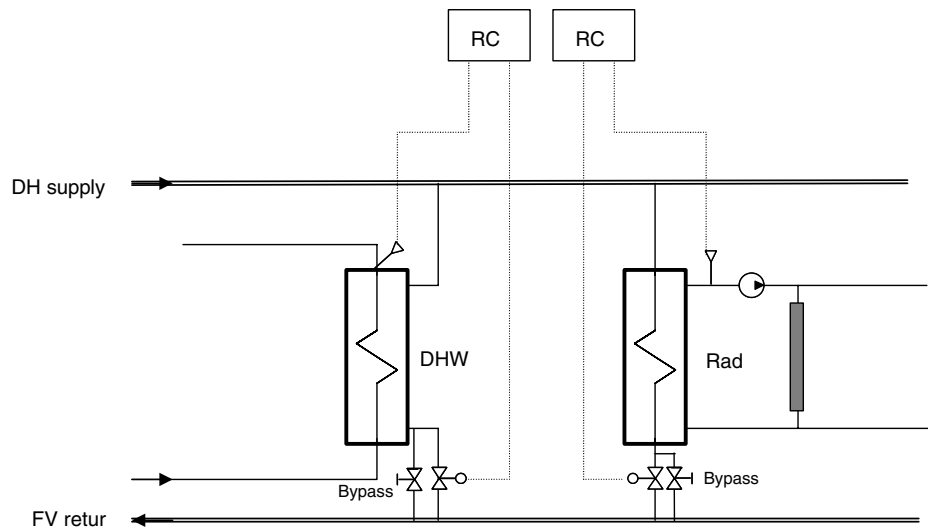 RC
RC
DH supply
DHW
Rad
Bypass
Bypass
FV retur